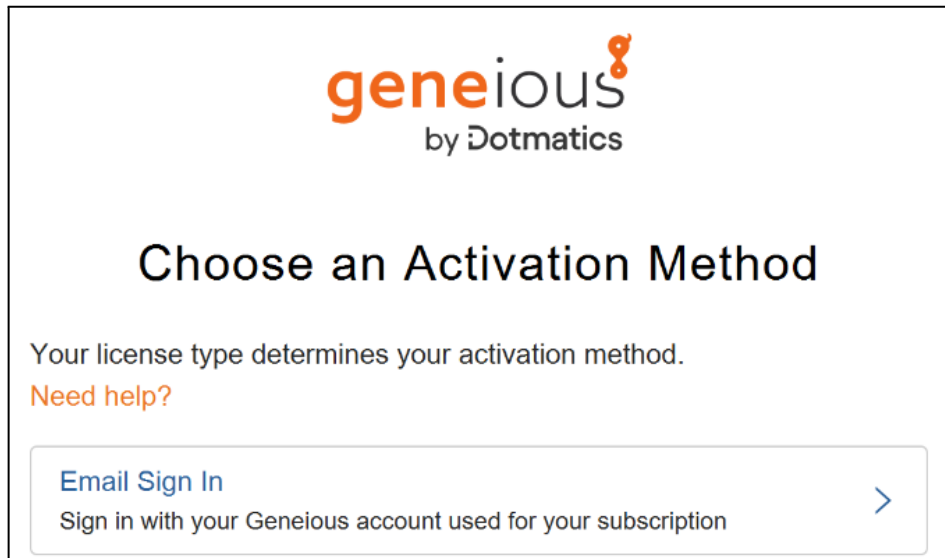 geneious
by Dotmatics
Choose an Activation Method
Your license type determines your activation method.
Need help?
Email Sign In
Sign in with your Geneious account used for your subscription